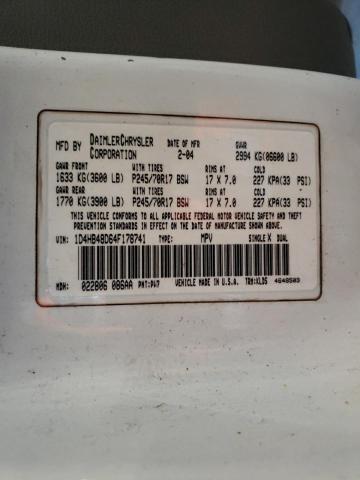 MFD BY DAIMLERCHRYSLER CORPORATION DATE OF MFR 2-04 GVWR 2994 KG(06600 LB)
GAWR FRONT WITH TIRES RIMS AT COLD
1633 KG(3600 LB) P245/70R17 BSW 17 X 7.0 227 KPA(33 PSI)
GAWR REAR WITH TIRES RIMS AT COLD
1770 KG(3900 LB) P245/70R17 BSW 17 X 7.0 227 KPA(33 PSI)
THIS VEHICLE CONFORMS TO ALL APPLICABLE FEDERAL MOTOR VEHICLE SAFETY AND
THEFT PREVENTION STANDARDS IN EFFECT ON THE DATE OF MANUFACTURE SHOWN ABOVE.
VIN: 1D4HB48D64F178741 TYPE: MPV SINGLE X DUAL
MDH: 022806 086AA PNT: PW7 VEHICLE MADE IN U.S.A. TRM:XLD5 4648503